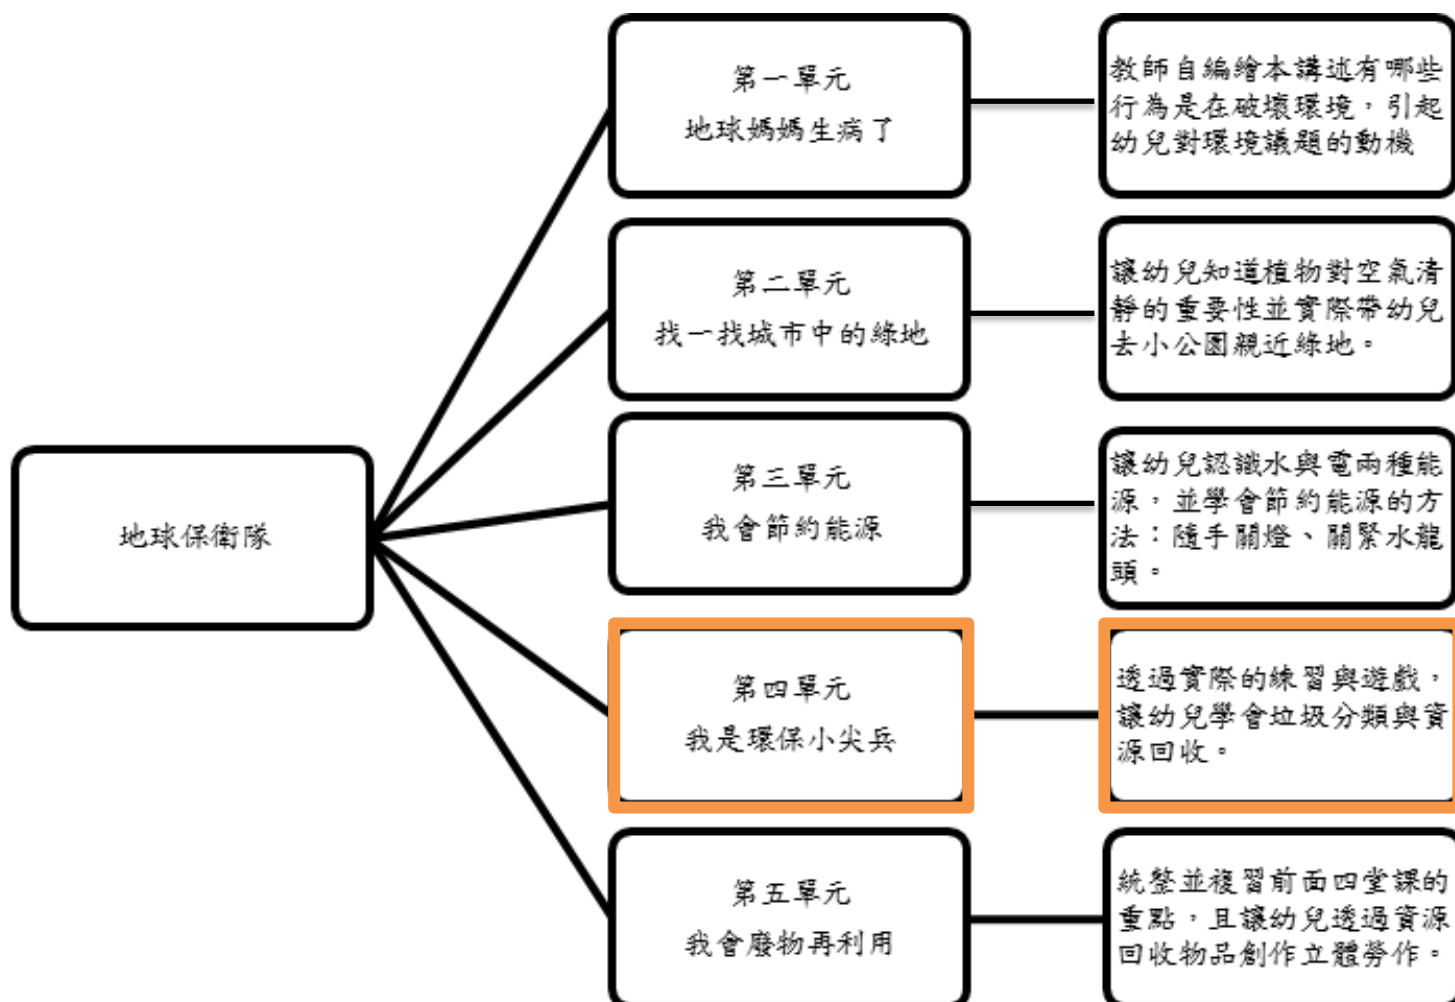 地球保衛隊
第一單元
地球媽媽生病了
教師自編繪本講述有哪些
行為是在破壞環境，引起
幼兒對環境議題的動機
第二單元
找一找城市中的綠地
讓幼兒知道植物對空氣清
靜的重要性並實際帶幼兒
去小公園親近綠地。
第三單元
我會節約能源
讓幼兒認識水與電兩種能
源，並學會節約能源的方
法：隨手關燈、關緊水龍
頭。
第四單元
我是環保小尖兵
透過實際的練習與遊戲，
讓幼兒學會垃圾分類與資
源回收。
第五單元
我會廢物再利用
統整並複習前面四堂課的
重點，且讓幼兒透過資源
回收物品創作立體勞作。